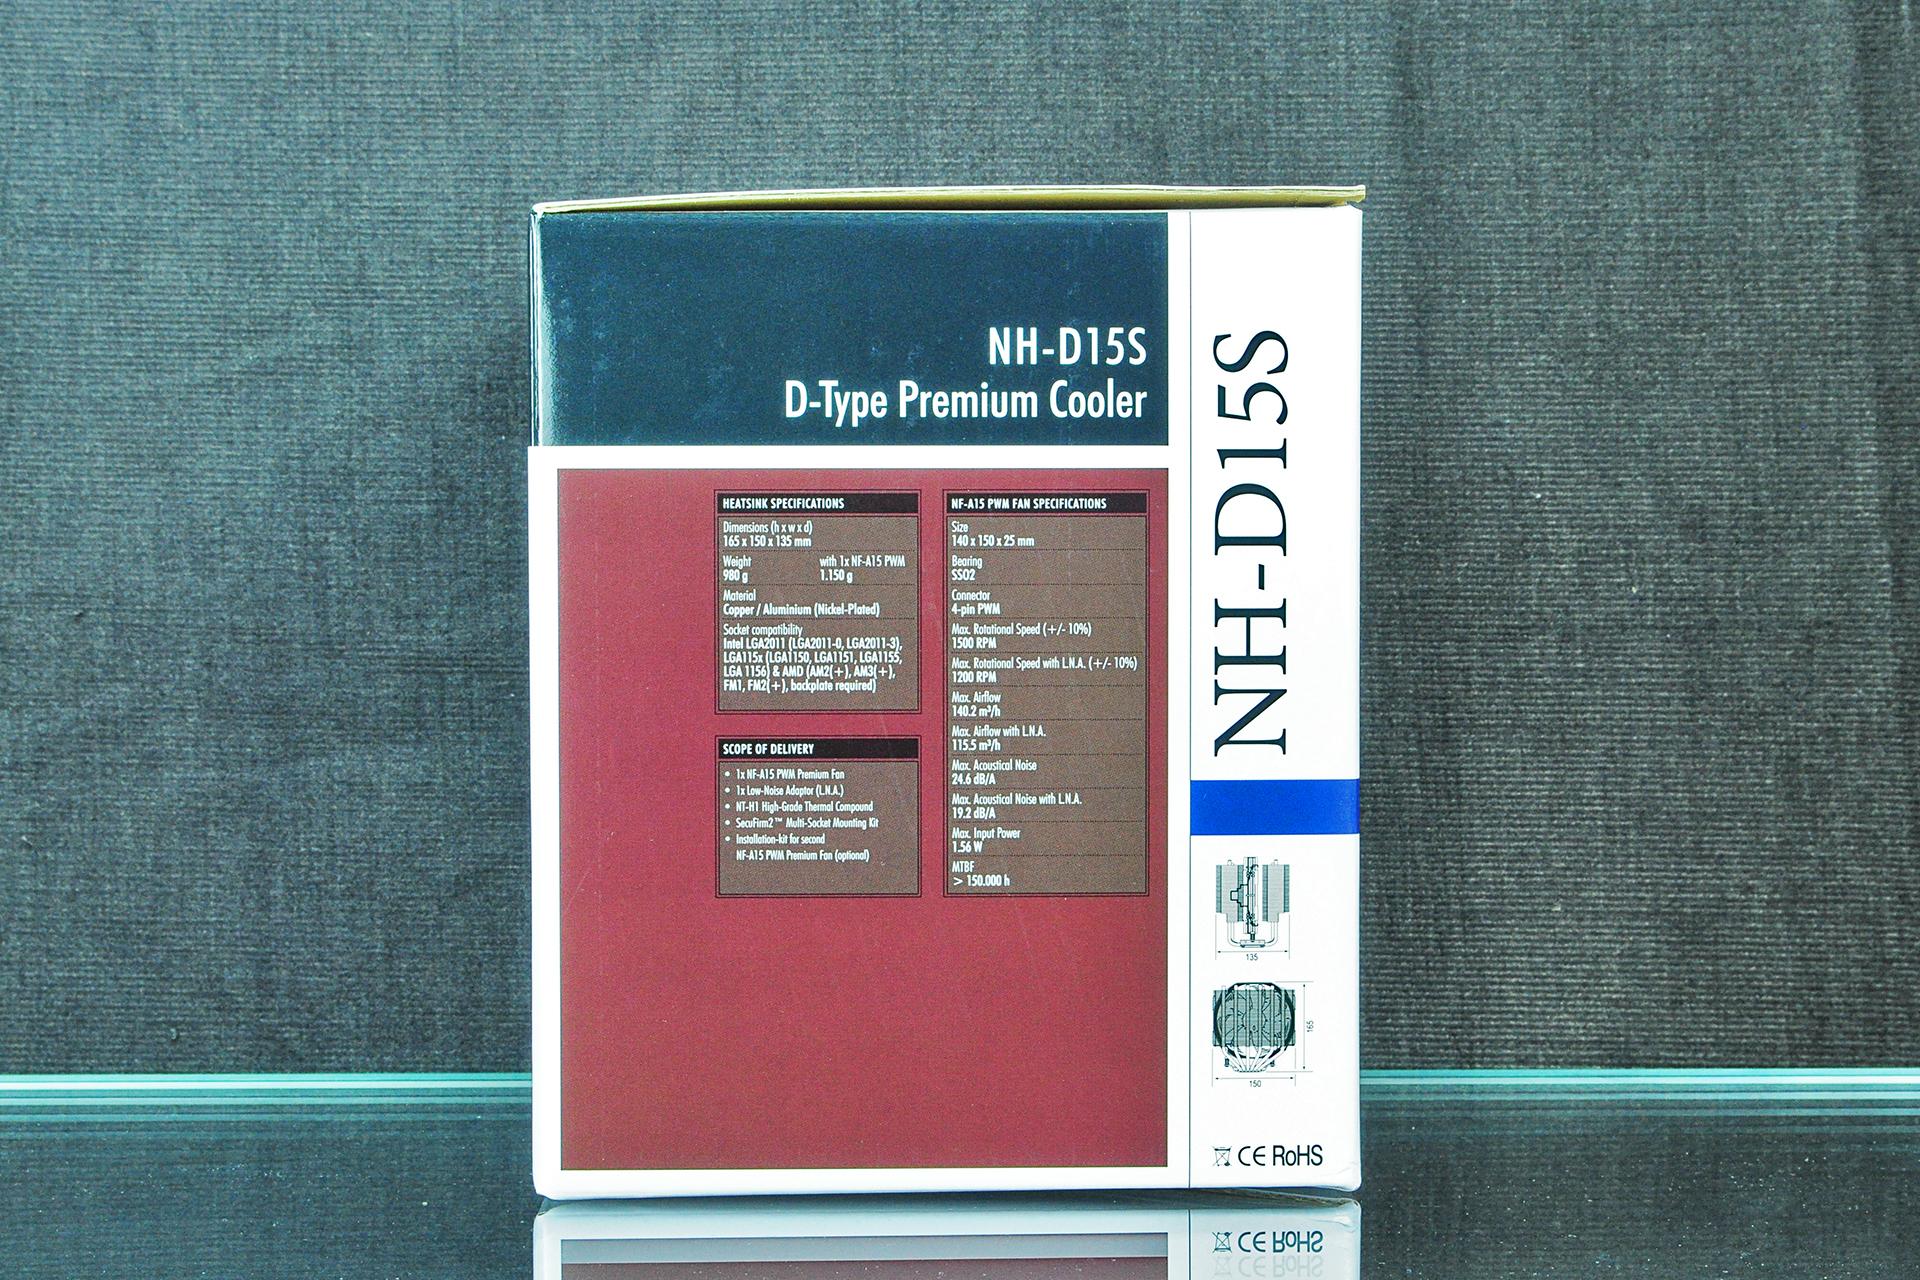 NH-D15S
D-Type Premium Cooler
HEATSINK SPECIFICATIONS
Dimensions (h x w x d)
165 x 150 x 135 mm
Weight with 1x NF-A15 PWM
980 g 1.150 g
Material
Copper / Aluminium (Nickel-Plated)
Socket compatibility
Intel LGA2011 (LGA2011-0, LGA2011-3),
LGA115x (LGA1150, LGA1151, LGA1155,
LGA 1156) & AMD (AM2(+), AM3(+),
FM1, FM2(+), backplate required)
SCOPE OF DELIVERY
• 1x NF-A15 PWM Premium Fan
• 1x Low-Noise Adaptor (L.N.A.)
• NT-H1 High-Grade Thermal Compound
• SecuFirm2™ Multi-Socket Mounting Kit
• Installation-kit for second
NF-A15 PWM Premium Fan (optional)
NF-A15 PWM FAN SPECIFICATIONS
Size
140 x 150 x 25 mm
Bearing
SSO2
Connector
4-pin PWM
Max. Rotational Speed (+/- 10%)
1500 RPM
Max. Rotational Speed with L.N.A. (+/- 10%)
1200 RPM
Max. Airflow
140.2 m³/h
Max. Airflow with L.N.A.
115.5 m³/h
Max. Acoustical Noise
24.6 dB/A
Max. Acoustical Noise with L.N.A.
19.2 dB/A
Max. Input Power
1.56 W
MTBF
> 150.000 h
NH-D15S
135
165
150
CE RoHS